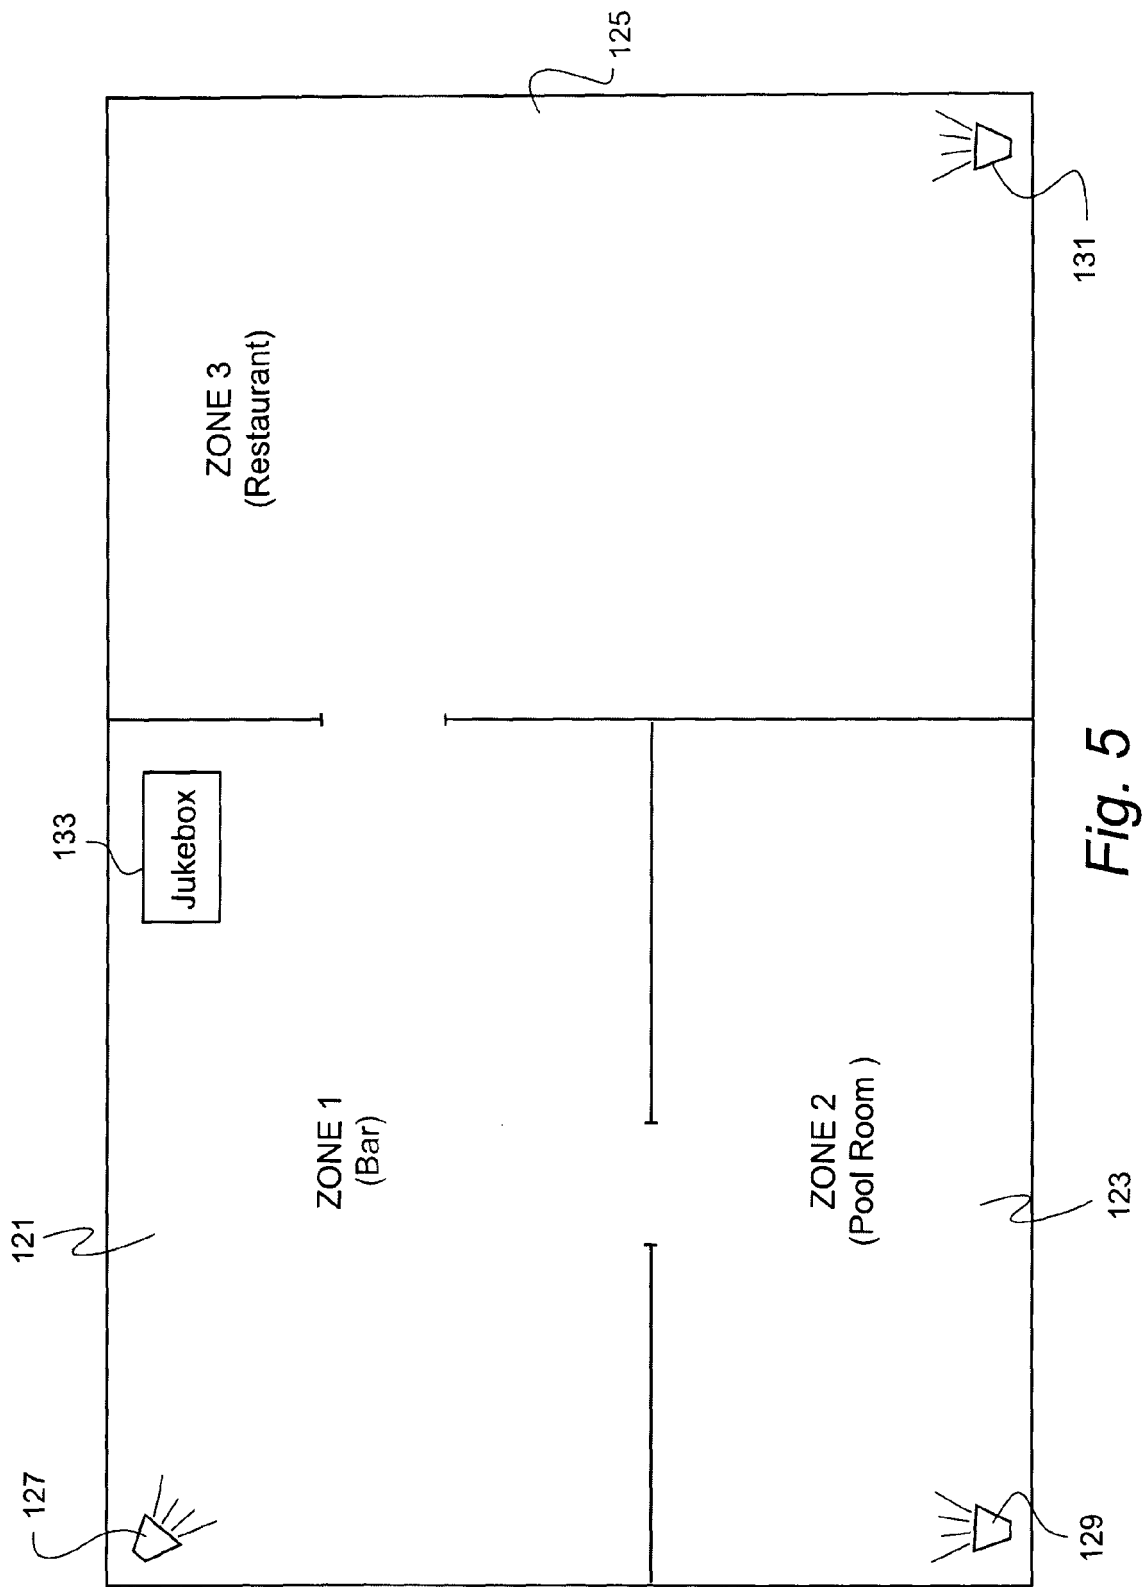 127
121
133
Jukebox
ZONE 3
(Restaurant)
ZONE 1
(Bar)
125
ZONE 2
(Pool Room )
129
123
131
Fig. 5